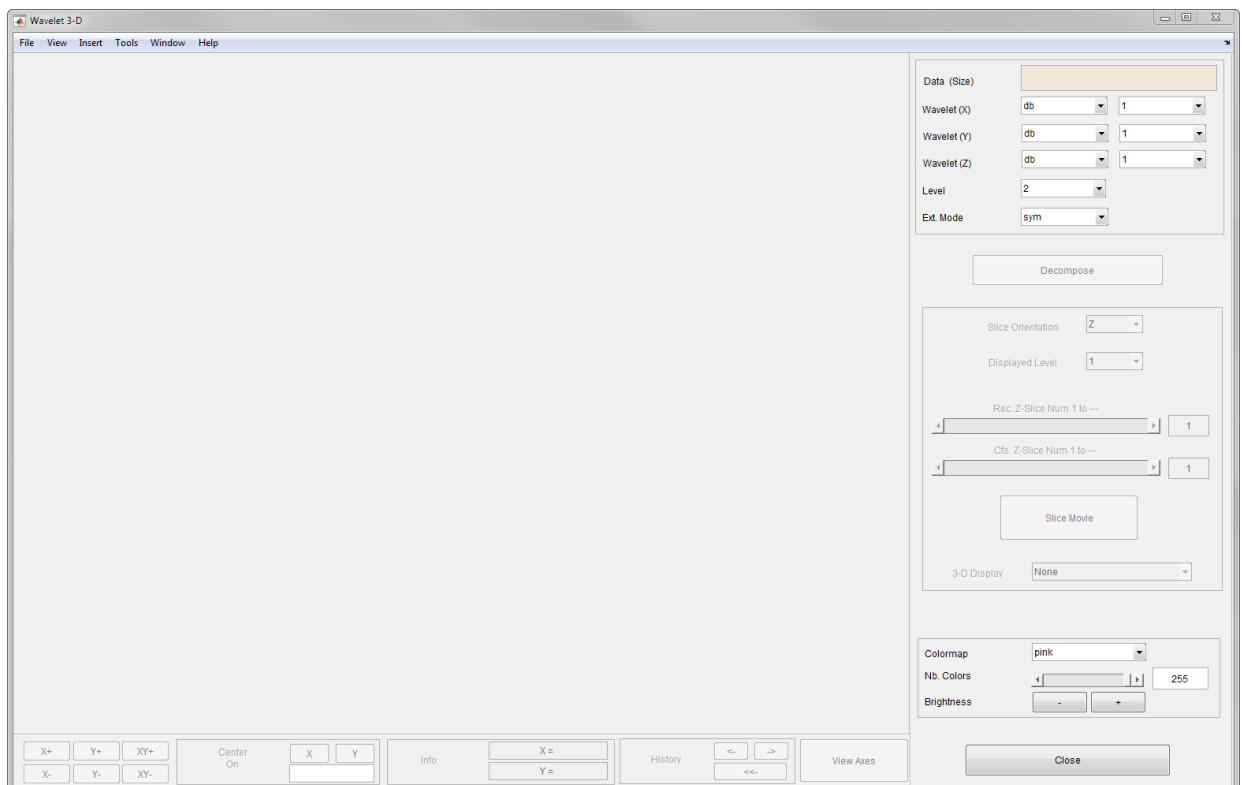 Wavelet 3-D
File View Insert Tools Window Help
Data (Size)
Wavelet (X) db 1
Wavelet (Y) db 1
Wavelet (Z) db 1
Level 2
Ext. Mode sym
Decompose
Slice Orientation Z
Displayed Level 1
Rec. Z-Slice Num 1 to ---
1
Cfs. Z-Slice Num 1 to ---
1
Slice Movie
3-D Display None
Colormap pink
Nb. Colors 255
Brightness - +
X+ Y+ XY+
X- Y- XY-
Center
On
X Y
Info
X =
Y =
History
<- ->
<<-
View Axes
Close